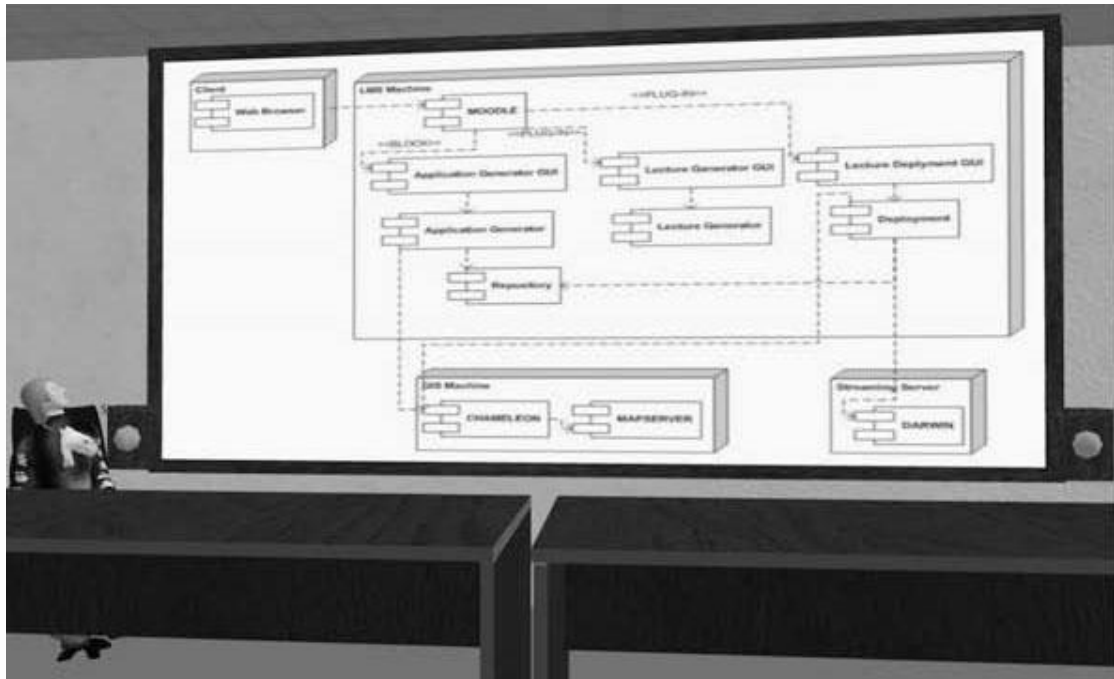 Client
LMS Machine
Web Browser
MOODLE
<<PLUG-IN>>
<<BLOCK>>
<<PLUG-IN>>
Application Generator GUI
Lecture Generator GUI
Lecture Deplyment GUI
Application Generator
Lecture Generator
Deployment
Repository
GIS Machine
Streaming Server
CHAMELEON
MAPSERVER
DARWIN